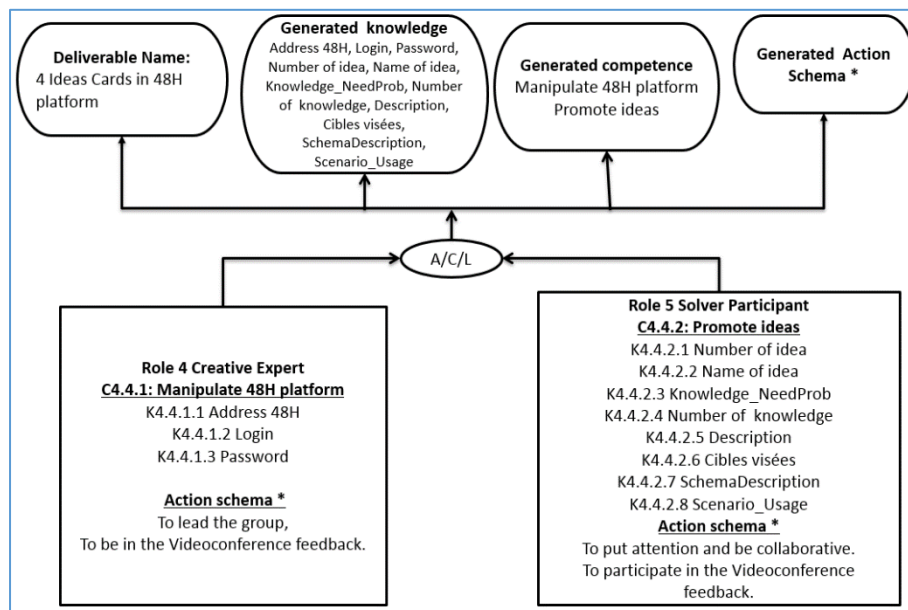 Deliverable Name:
4 Ideas Cards in 48H
platform
Generated knowledge
Address 48H, Login, Password,
Number of idea, Name of idea,
Knowledge_NeedProb, Number
of knowledge, Description,
Cibles visées,
SchemaDescription,
Scenario_Usage
Generated competence
Manipulate 48H platform
Promote ideas
Generated Action
Schema *
A/C/L
Role 4 Creative Expert
C4.4.1: Manipulate 48H platform
K4.4.1.1 Address 48H
K4.4.1.2 Login
K4.4.1.3 Password
Action schema *
To lead the group,
To be in the Videoconference feedback.
Role 5 Solver Participant
C4.4.2: Promote ideas
K4.4.2.1 Number of idea
K4.4.2.2 Name of idea
K4.4.2.3 Knowledge_NeedProb
K4.4.2.4 Number of knowledge
K4.4.2.5 Description
K4.4.2.6 Cibles visées
K4.4.2.7 SchemaDescription
K4.4.2.8 Scenario_Usage
Action schema *
To put attention and be collaborative.
To participate in the Videoconference
feedback.